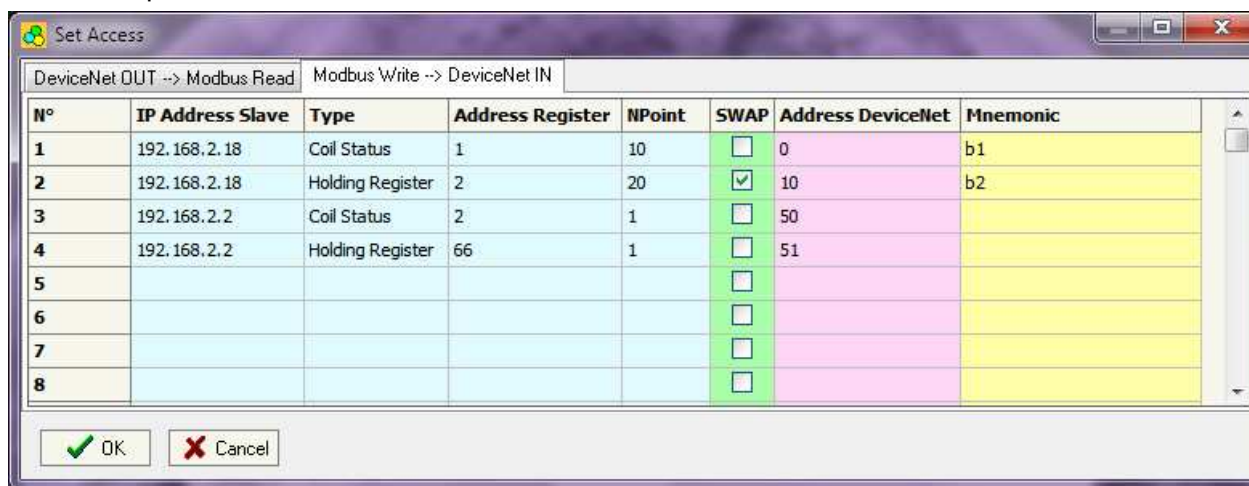 Set Access
DeviceNet OUT --> Modbus Read Modbus Write --> DeviceNet IN
N° IP Address Slave Type Address Register NPoint SWAP Address DeviceNet Mnemonic
1 192.168.2.18 Coil Status 1 10 0 b1
2 192.168.2.18 Holding Register 2 20 10 b2
3 192.168.2.2 Coil Status 2 1 50
4 192.168.2.2 Holding Register 66 1 51
5
6
7
8
OK Cancel